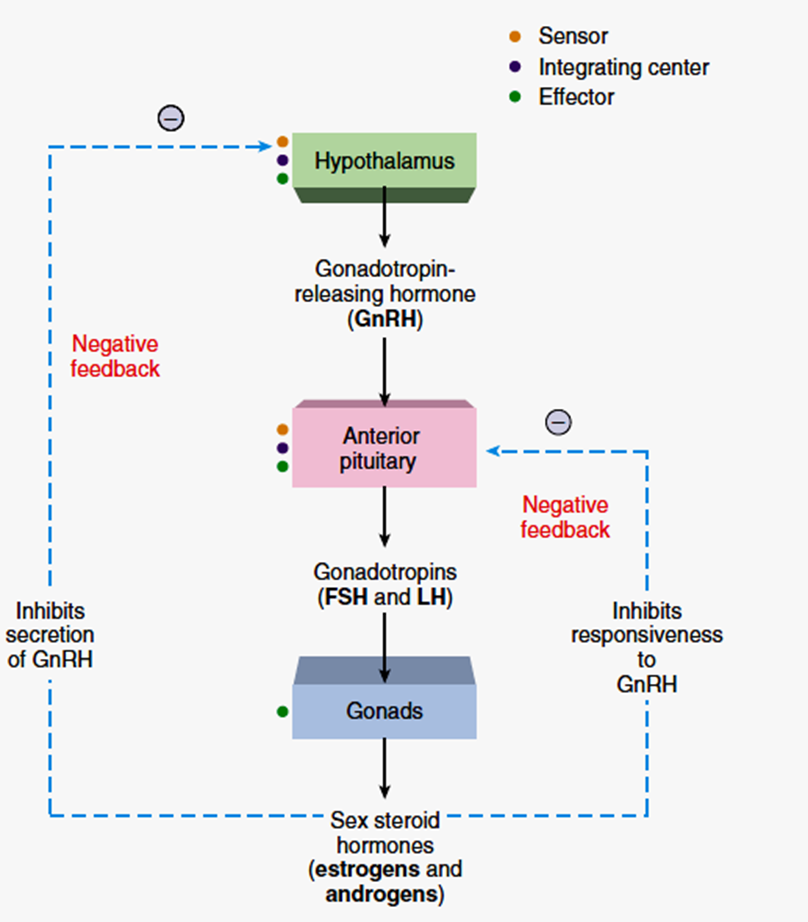 Sensor
Integrating center
Effector
Hypothalamus
Gonadotropin-
releasing hormone
(GnRH)
Negative
feedback
Anterior
pituitary
Negative
feedback
Gonadotropins
(FSH and LH)
Inhibits
secretion
of GnRH
Inhibits
responsiveness
to
GnRH
Gonads
Sex steroid
hormones
(estrogens and
androgens)